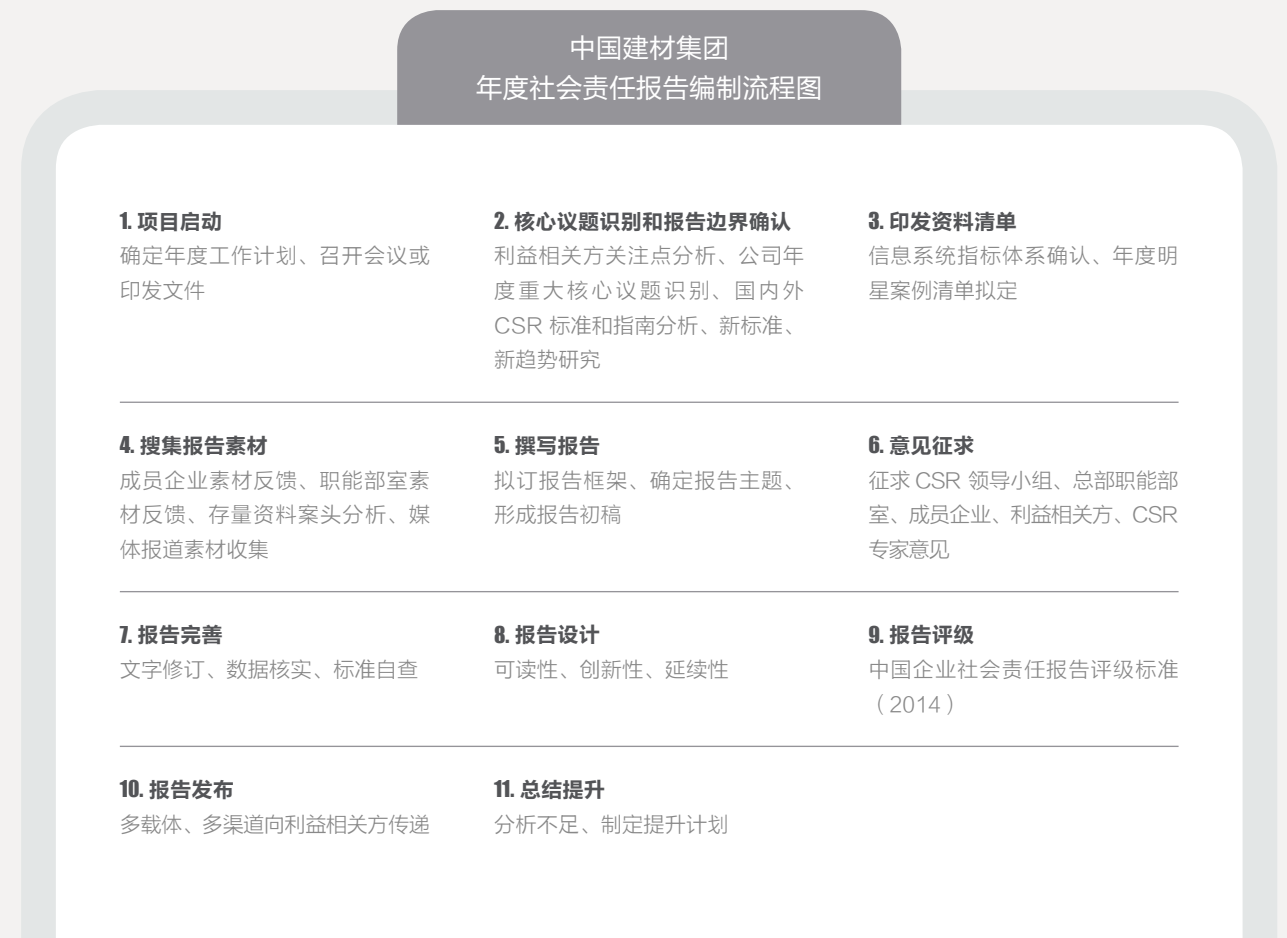 中国建材集团
年度社会责任报告编制流程图
1. 项目启动
确定年度工作计划、召开会议或
印发文件
2. 核心议题识别和报告边界确认
利益相关方关注点分析、公司年
度重大核心议题识别、国内外
CSR 标准和指南分析、新标准、
新趋势研究
3. 印发资料清单
信息系统指标体系确认、年度明
星案例清单拟定
4. 搜集报告素材
成员企业素材反馈、职能部室素
材反馈、存量资料案头分析、媒
体报道素材收集
5. 撰写报告
拟订报告框架、确定报告主题、
形成报告初稿
6. 意见征求
征求 CSR 领导小组、总部职能部
室、成员企业、利益相关方、CSR
专家意见
7. 报告完善
文字修订、数据核实、标准自查
8. 报告设计
可读性、创新性、延续性
9. 报告评级
中国企业社会责任报告评级标准
（2014）
10. 报告发布
多载体、多渠道向利益相关方传递
11. 总结提升
分析不足、制定提升计划